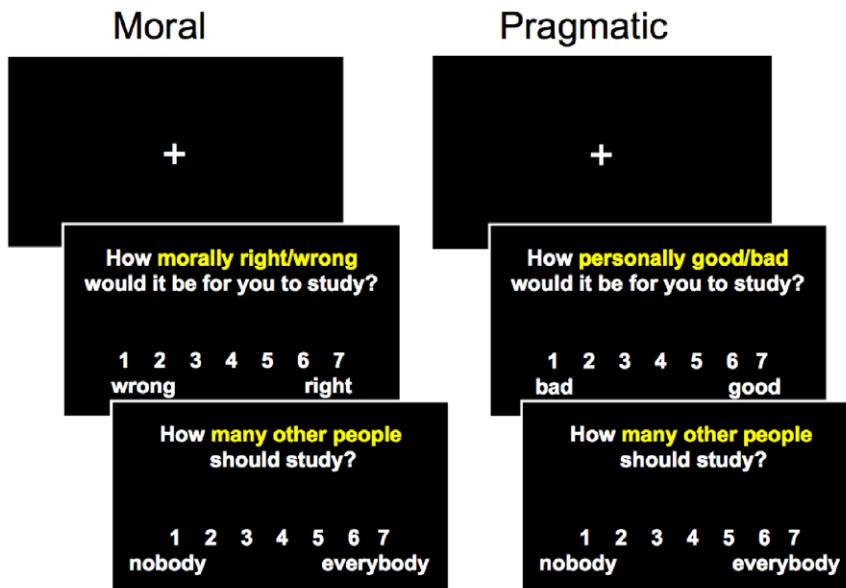 Moral
+
How morally right/wrong
would it be for you to study?
1 2 3 4 5 6 7
wrong right
How many other people
should study?
1 2 3 4 5 6 7
nobody everybody
Pragmatic
+
How personally good/bad
would it be for you to study?
1 2 3 4 5 6 7
bad good
How many other people
should study?
1 2 3 4 5 6 7
nobody everybody